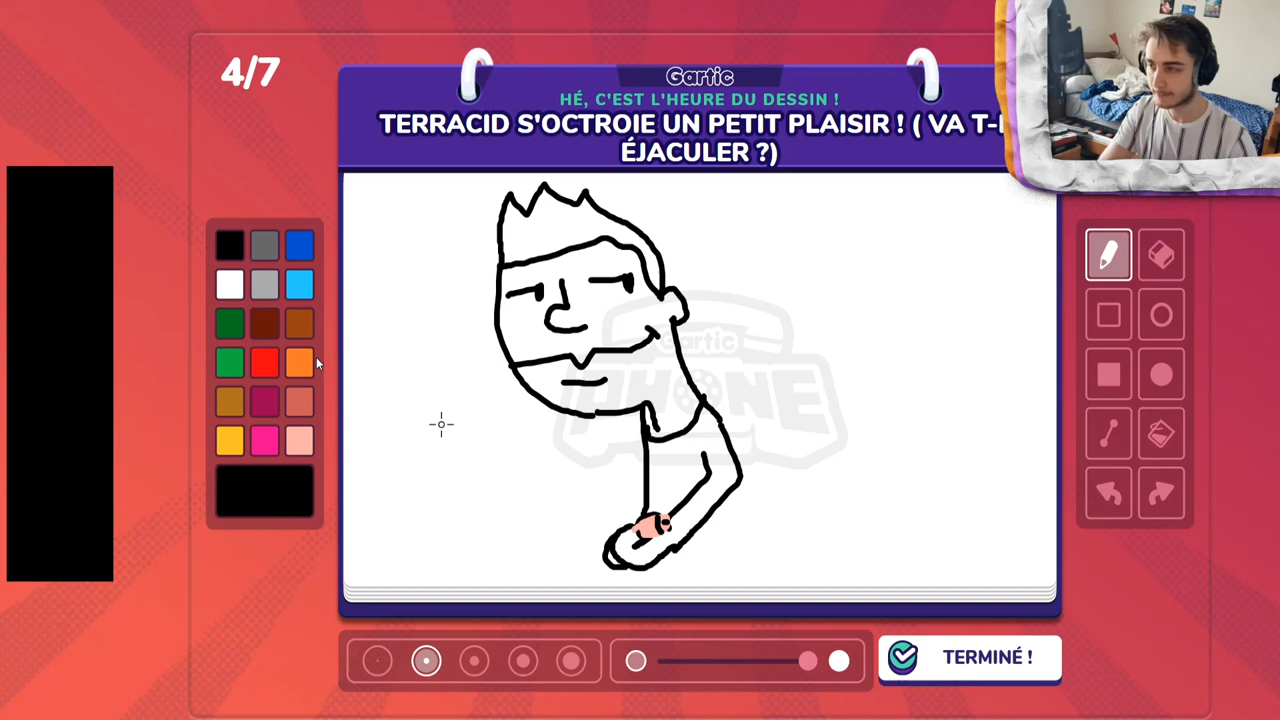 4/7
Gartic
HÉ, C'EST L'HEURE DU DESSIN !
TERRACID S'OCTROIE UN PETIT PLAISIR ! ( VA T-
ÉJACULER ?)
Gartic
PHONE
TERMINÉ !